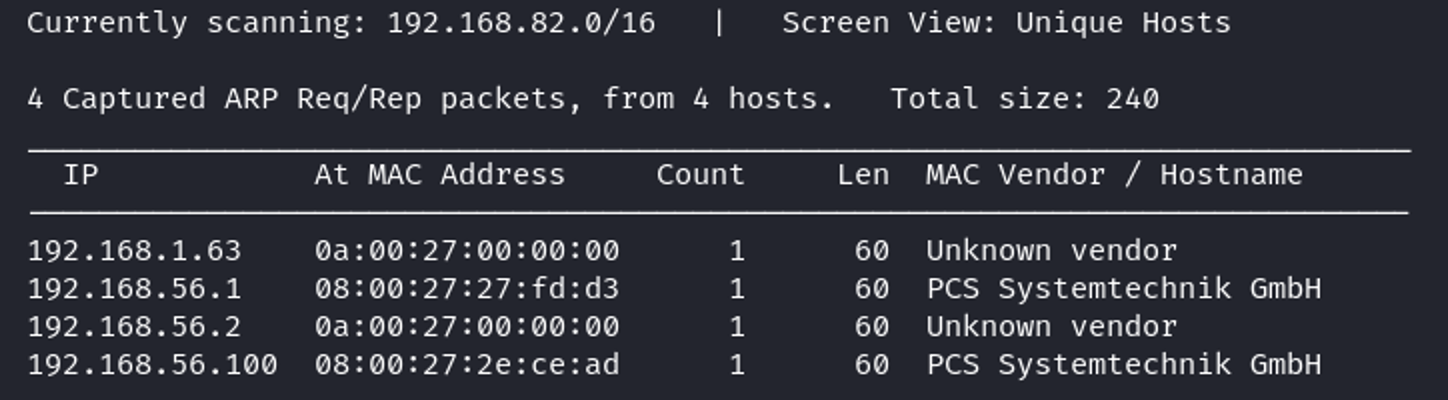 Currently scanning: 192.168.82.0/16   |   Screen View: Unique Hosts
4 Captured ARP Req/Rep packets, from 4 hosts.   Total size: 240
IP            At MAC Address     Count     Len  MAC Vendor / Hostname
192.168.1.63    0a:00:27:00:00:00      1      60  Unknown vendor
192.168.56.1    08:00:27:27:fd:d3      1      60  PCS Systemtechnik GmbH
192.168.56.2    0a:00:27:00:00:00      1      60  Unknown vendor
192.168.56.100  08:00:27:2e:ce:ad      1      60  PCS Systemtechnik GmbH